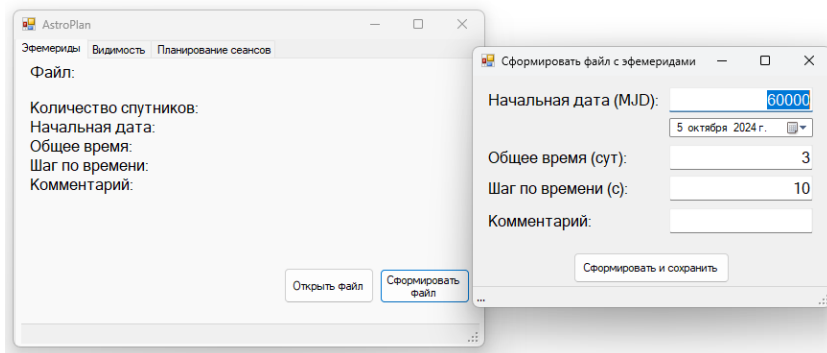 AstroPlan
Эфемериды Видимость Планирование сеансов
Файл:
Количество спутников:
Начальная дата:
Общее время:
Шаг по времени:
Комментарий:
Открыть файл
Сформировать
файл
Сформировать файл с эфемеридами
Начальная дата (MJD): 60000
5 октября 2024 г.
Общее время (сут): 3
Шаг по времени (с): 10
Комментарий:
Сформировать и сохранить
...